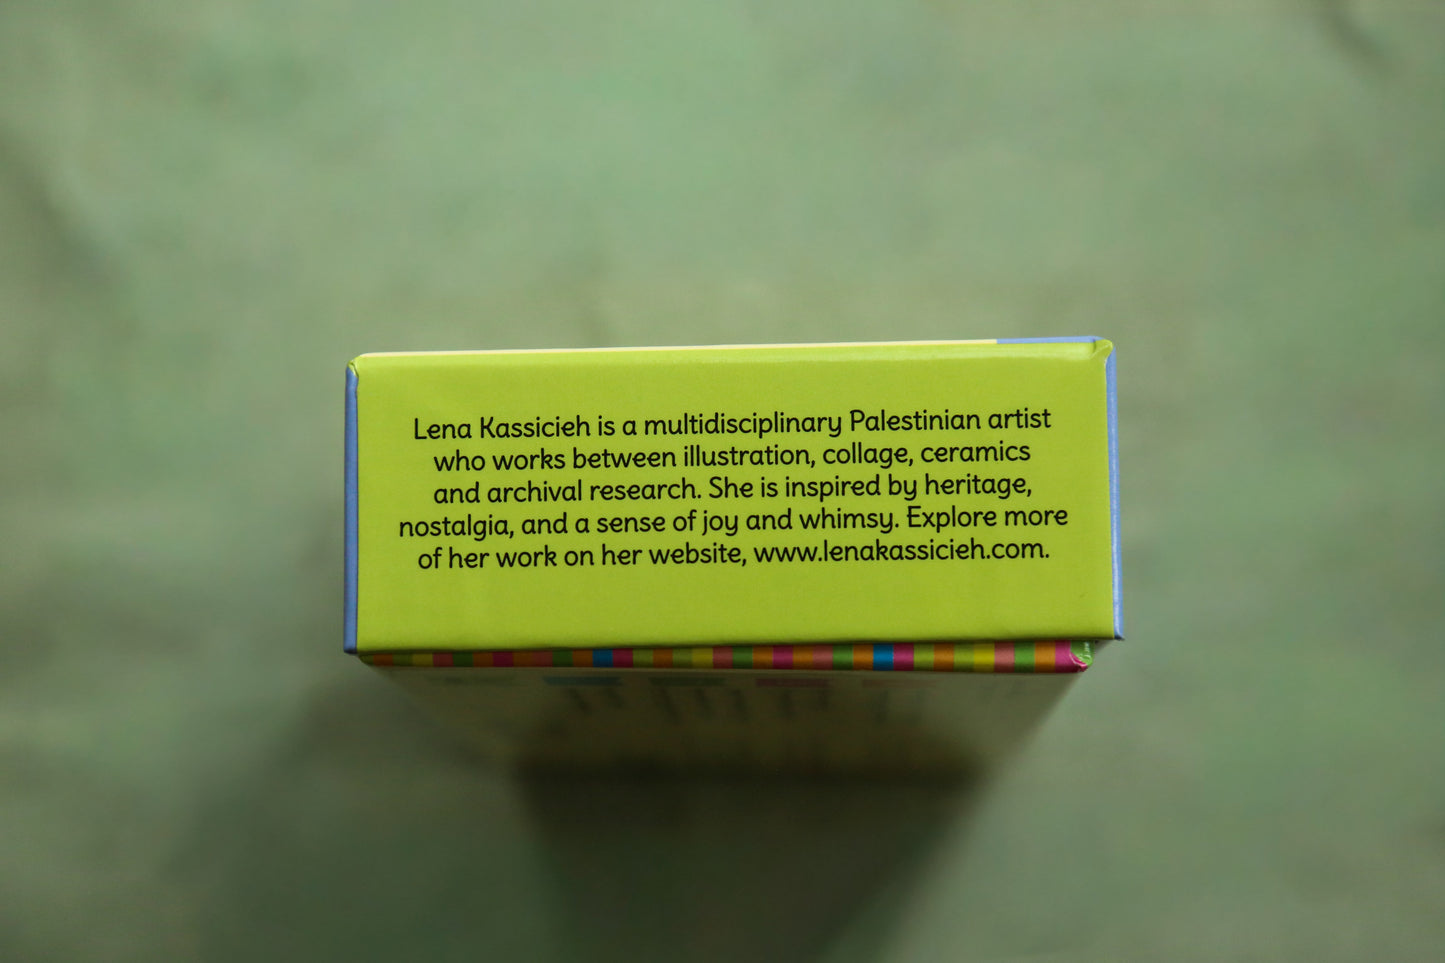 Lena Kassicieh is a multidisciplinary Palestinian artist
who works between illustration, collage, ceramics
and archival research. She is inspired by heritage,
nostalgia, and a sense of joy and whimsy. Explore more
of her work on her website, www.lenakassicieh.com.